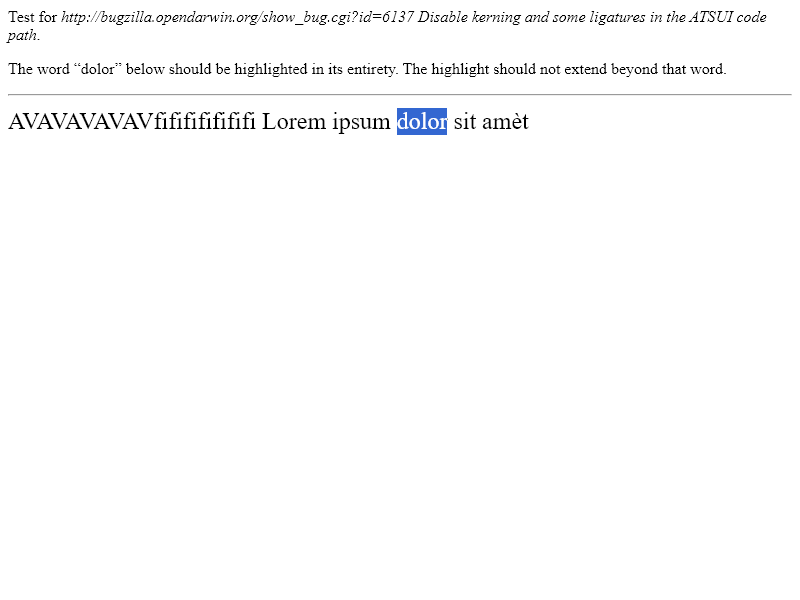 Test for http://bugzilla.opendarwin.org/show_bug.cgi?id=6137 Disable kerning and some ligatures in the ATSUI code
path.
The word “dolor” below should be highlighted in its entirety. The highlight should not extend beyond that word.
AVAVAVAVAVfifififififififi Lorem ipsum dolor sit amèt